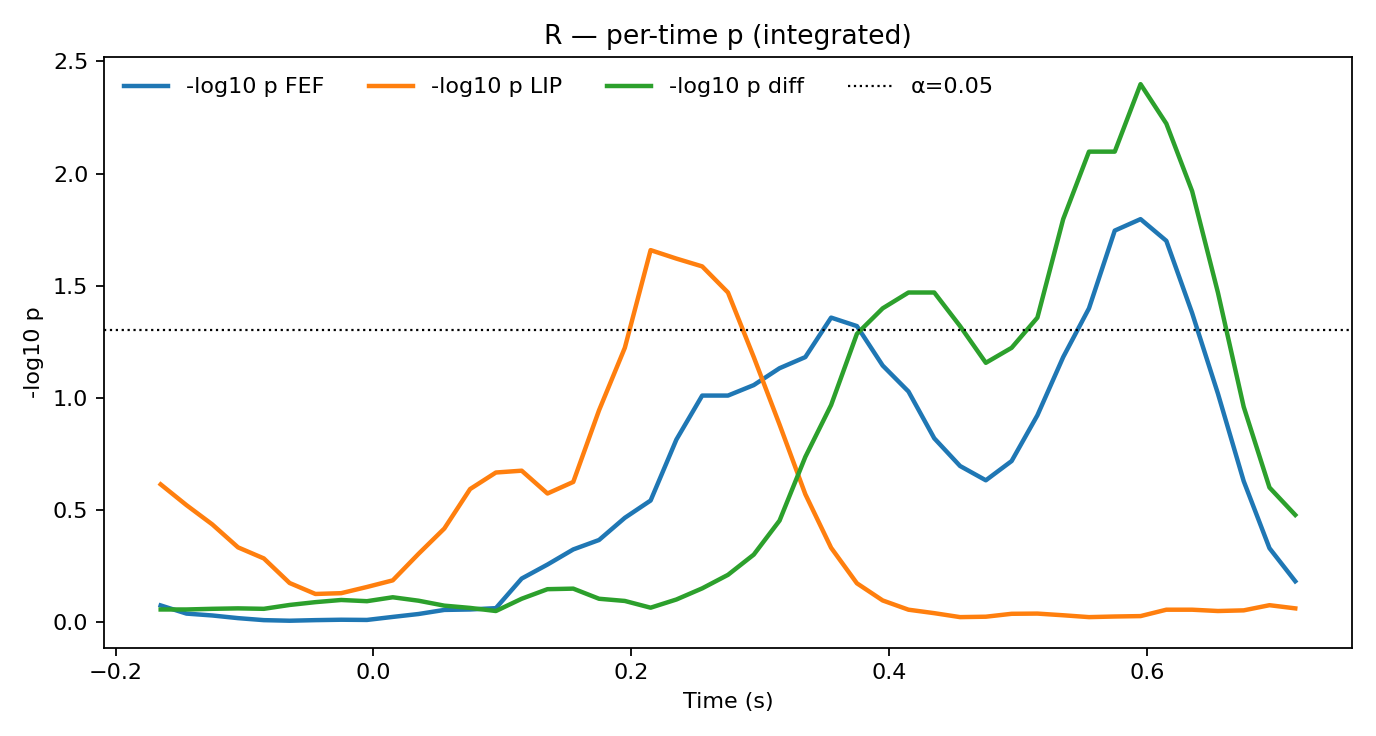 R — per-time p (integrated)
-log10 p FEF
-log10 p LIP
-log10 p diff
α=0.05
2.5
2.0
1.5
1.0
0.5
0.0
-log10 p
−0.2
0.0
0.2
0.4
0.6
Time (s)